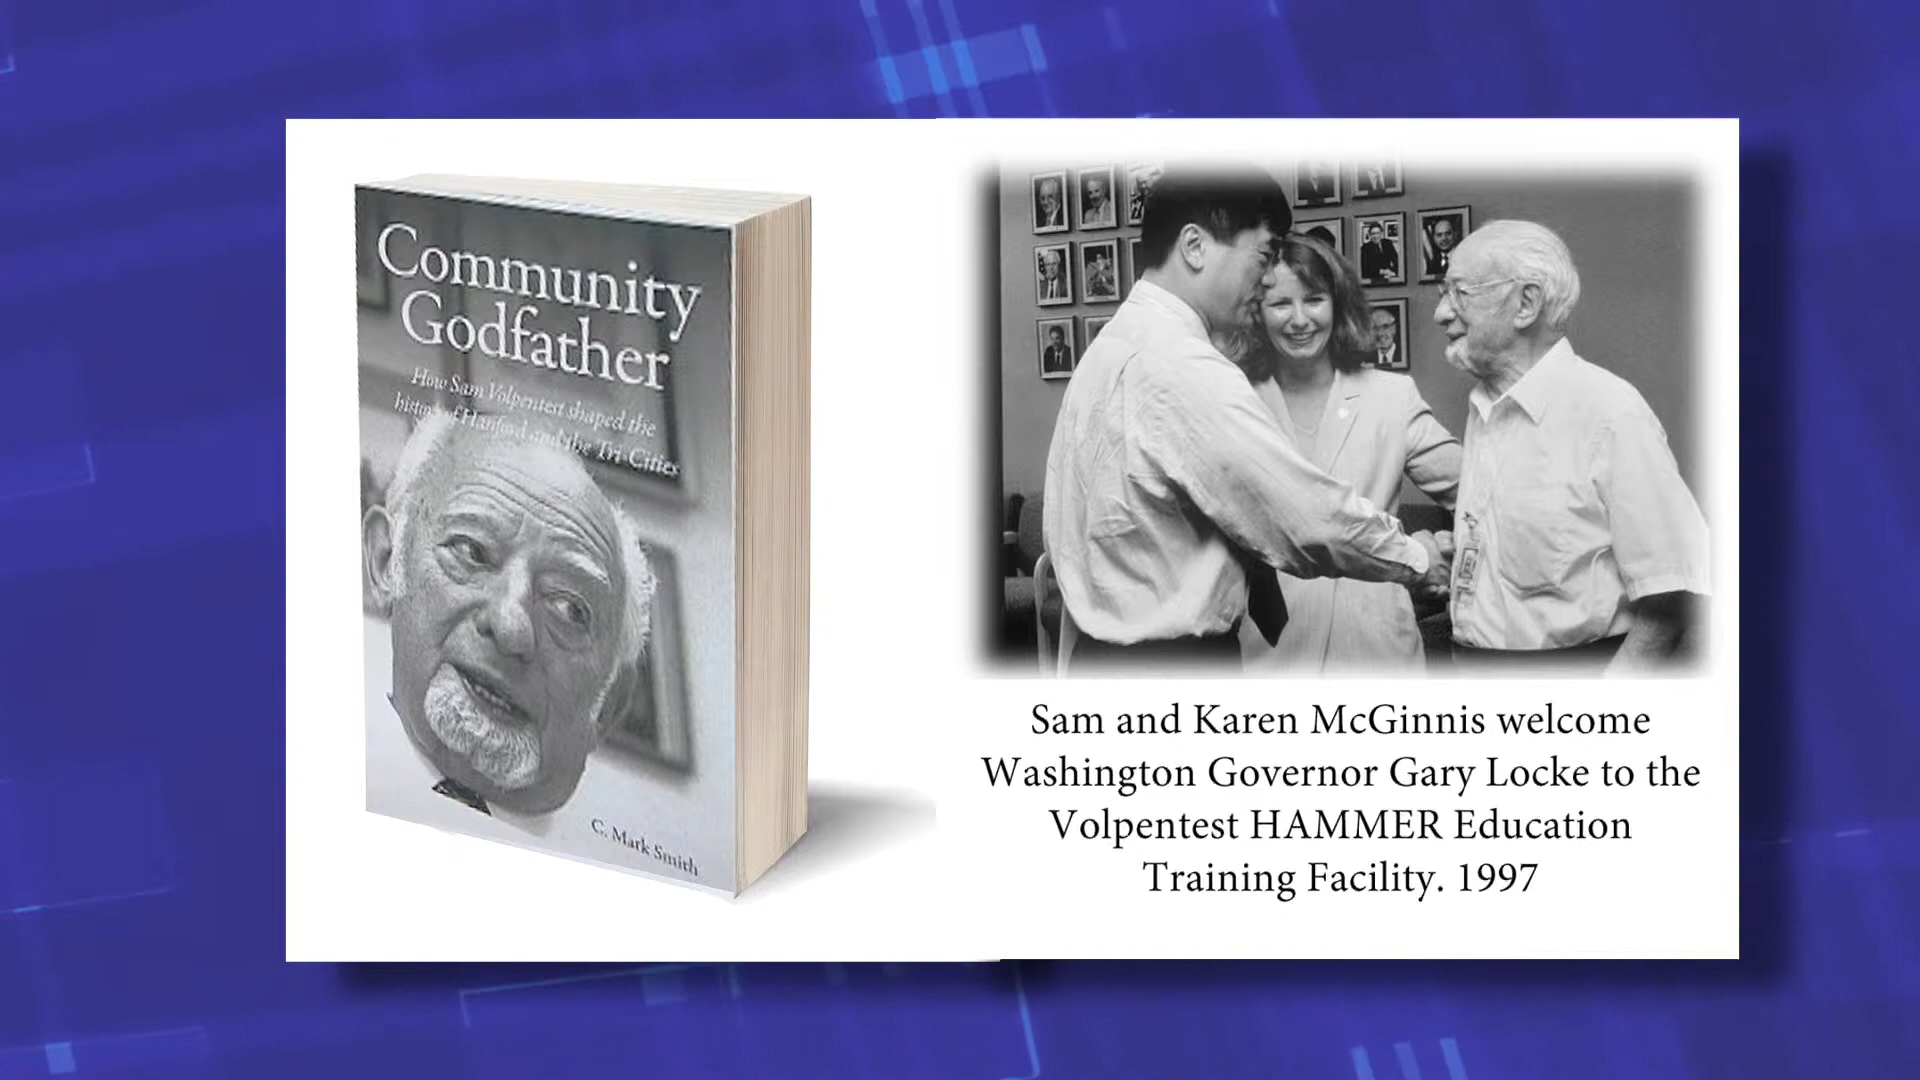 Community
Godfather
How Sam Volpentest shaped the
history of Hanford and the Tri-Cities
C. Mark Smith
Sam and Karen McGinnis welcome
Washington Governor Gary Locke to the
Volpentest HAMMER Education
Training Facility. 1997